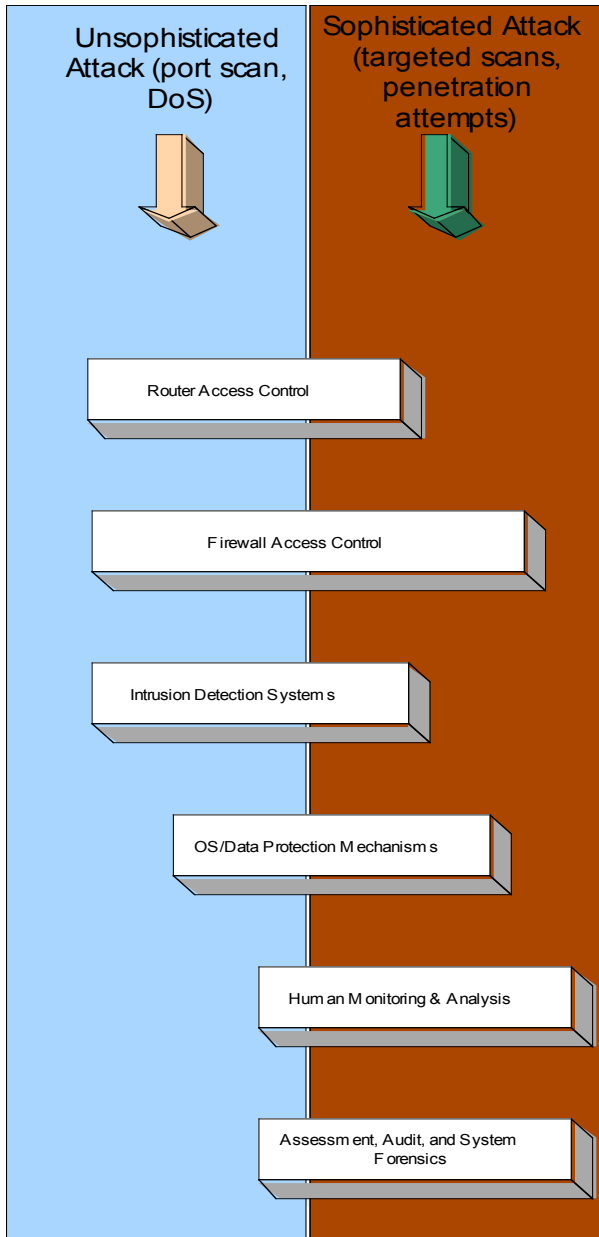 Unsophisticated
Attack (port scan,
DoS)
Sophisticated Attack
(targeted scans,
penetration
attempts)
Router Access Control
Firewall Access Control
Intrusion Detection Systems
OS/Data Protection Mechanisms
Human Monitoring & Analysis
Assessment, Audit, and System
Forensics